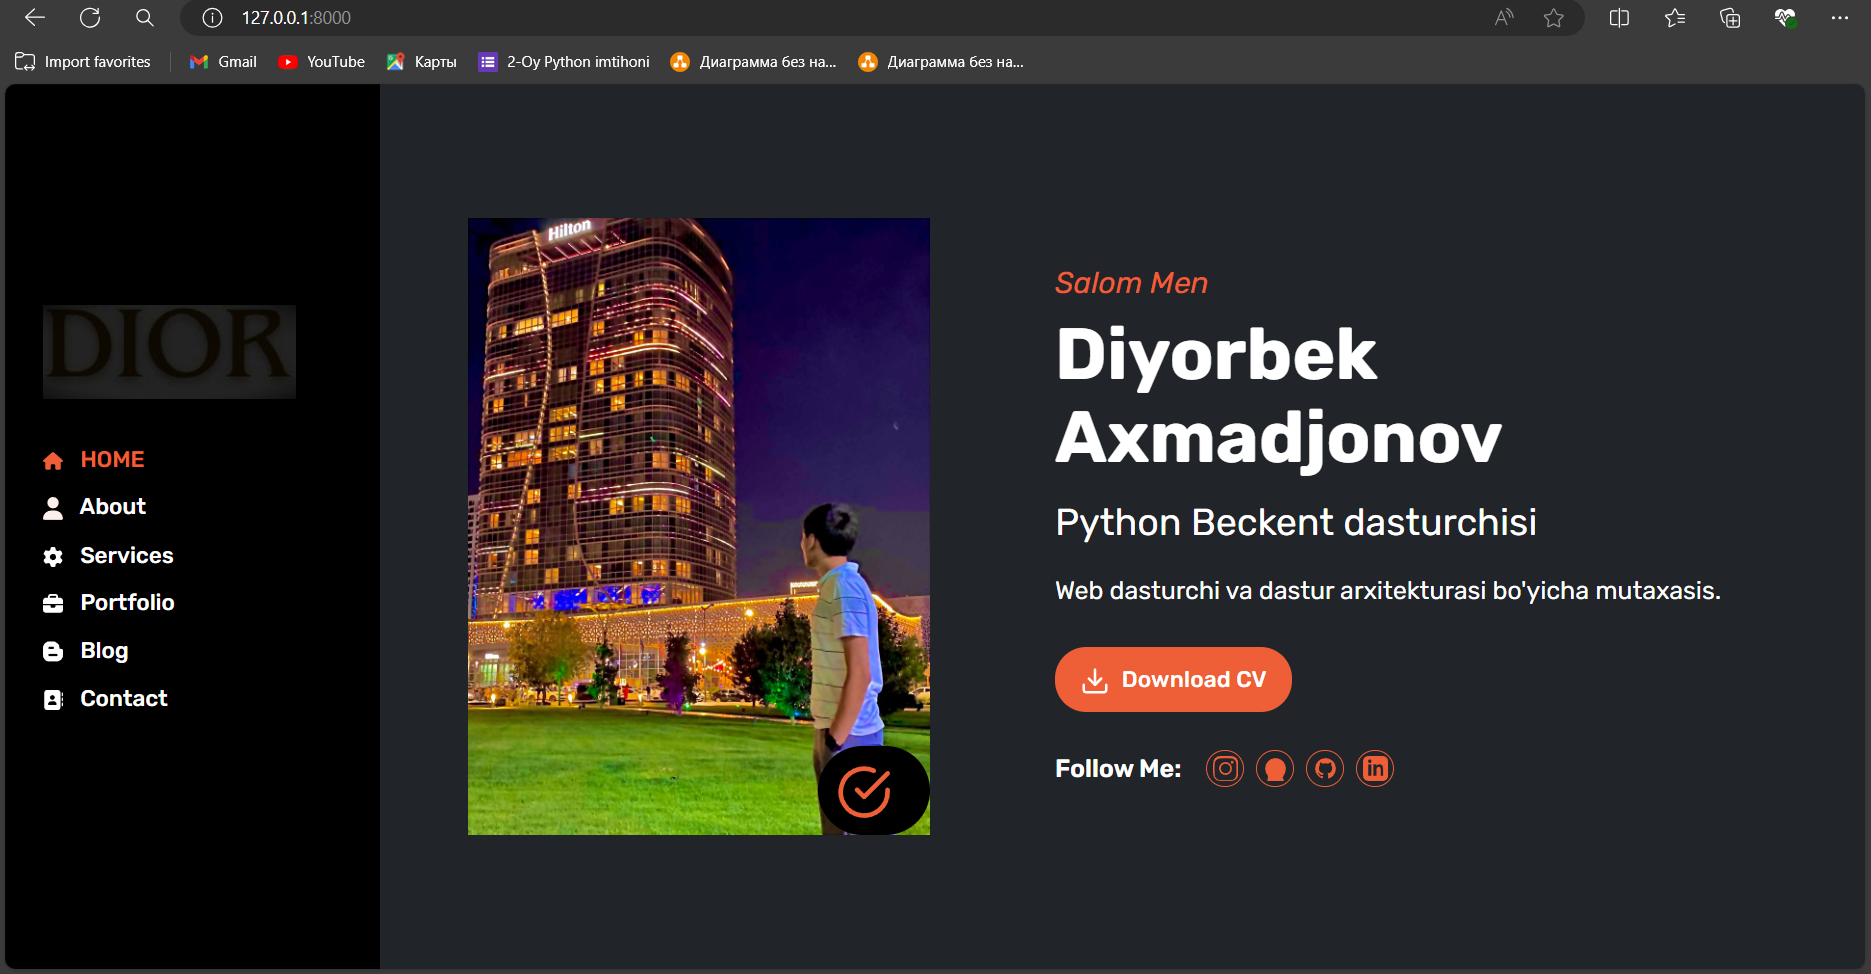 127.0.0.1:8000
Import favorites
Gmail
YouTube
Карты
2-Oy Python imtihoni
Диаграмма без на...
Диаграмма без на...
DIOR
HOME
About
Services
Portfolio
Blog
Contact
Hilton
Salom Men
Diyorbek
Axmadjonov
Python Beckent dasturchisi
Web dasturchi va dastur arxitekturasi bo'yicha mutaxasis.
Download CV
Follow Me:
in